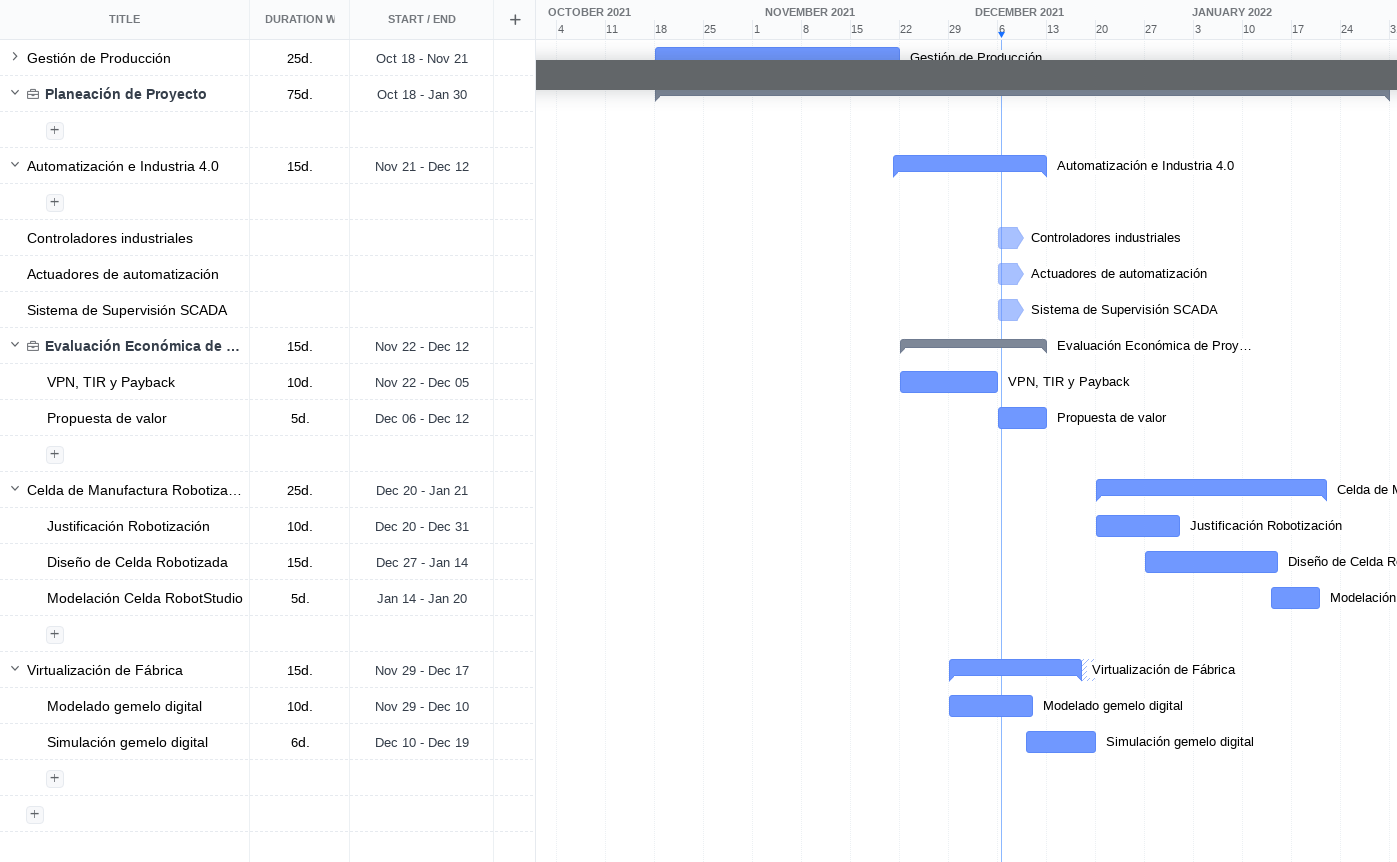 TITLE DURATION W START / END +
OCTOBER 2021 NOVEMBER 2021 DECEMBER 2021 JANUARY 2022
4 11 18 25 1 8 15 22 29 6 13 20 27 3 10 17 24 3
Gestión de Producción 25d. Oct 18 - Nov 21 Gestión de Producción
Planeación de Proyecto 75d. Oct 18 - Jan 30
+
Automatización e Industria 4.0 15d. Nov 21 - Dec 12 Automatización e Industria 4.0
+
Controladores industriales Controladores industriales
Actuadores de automatización Actuadores de automatización
Sistema de Supervisión SCADA Sistema de Supervisión SCADA
Evaluación Económica de ... 15d. Nov 22 - Dec 12 Evaluación Económica de Proy...
VPN, TIR y Payback 10d. Nov 22 - Dec 05 VPN, TIR y Payback
Propuesta de valor 5d. Dec 06 - Dec 12 Propuesta de valor
+
Celda de Manufactura Robotiza... 25d. Dec 20 - Jan 21 Celda de M
Justificación Robotización 10d. Dec 20 - Dec 31 Justificación Robotización
Diseño de Celda Robotizada 15d. Dec 27 - Jan 14 Diseño de Celda R
Modelación Celda RobotStudio 5d. Jan 14 - Jan 20 Modelación
+
Virtualización de Fábrica 15d. Nov 29 - Dec 17 Virtualización de Fábrica
Modelado gemelo digital 10d. Nov 29 - Dec 10 Modelado gemelo digital
Simulación gemelo digital 6d. Dec 10 - Dec 19 Simulación gemelo digital
+
+